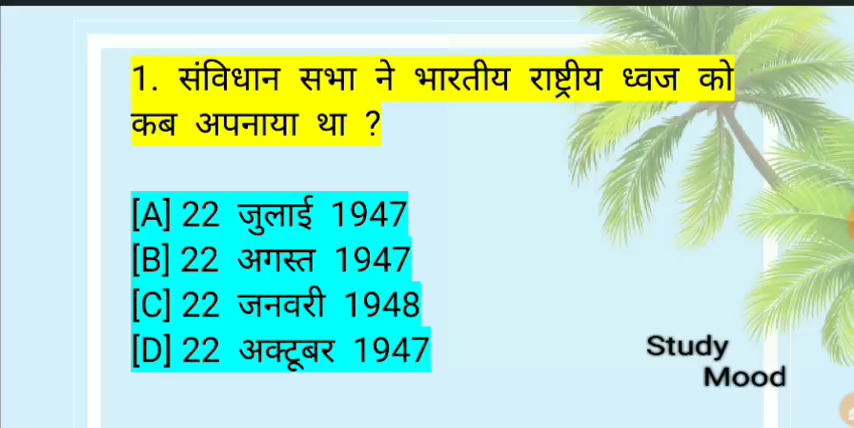 1. संविधान सभा ने भारतीय राष्ट्रीय ध्वज को
कब अपनाया था ?
[A] 22 जुलाई 1947
[B] 22 अगस्त 1947
[C] 22 जनवरी 1948
[D] 22 अक्टूबर 1947
Study
Mood